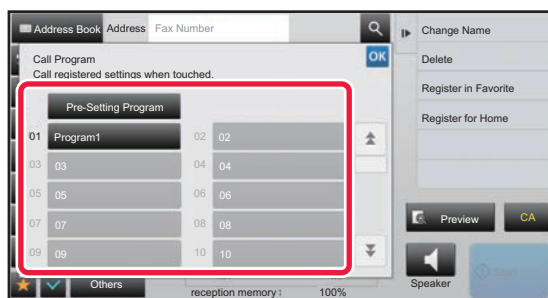 Address Book Address Fax Number
Change Name
Call Program OK
Delete
Call registered settings when touched.
Register in Favorite
Pre-Setting Program
Register for Home
01 Program1 02 02
03 03 04 04
05 05 06 06
07 07 08 08
Preview CA
09 09 10 10
Start
Others
Speaker
reception memory: 100%